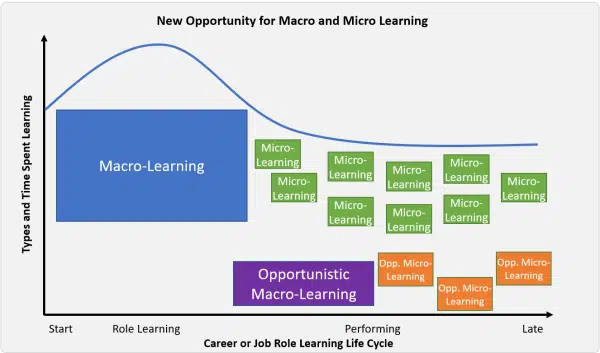 New Opportunity for Macro and Micro Learning
Types and Time Spent Learning
Macro-Learning
Micro-
Learning
Micro-
Learning
Micro-
Learning
Micro-
Learning
Micro-
Learning
Micro-
Learning
Micro-
Learning
Micro-
Learning
Micro-
Learning
Opportunistic
Macro-Learning
Opp. Micro-
Learning
Opp. Micro-
Learning
Opp. Micro-
Learning
Start
Role Learning
Performing
Late
Career or Job Role Learning Life Cycle